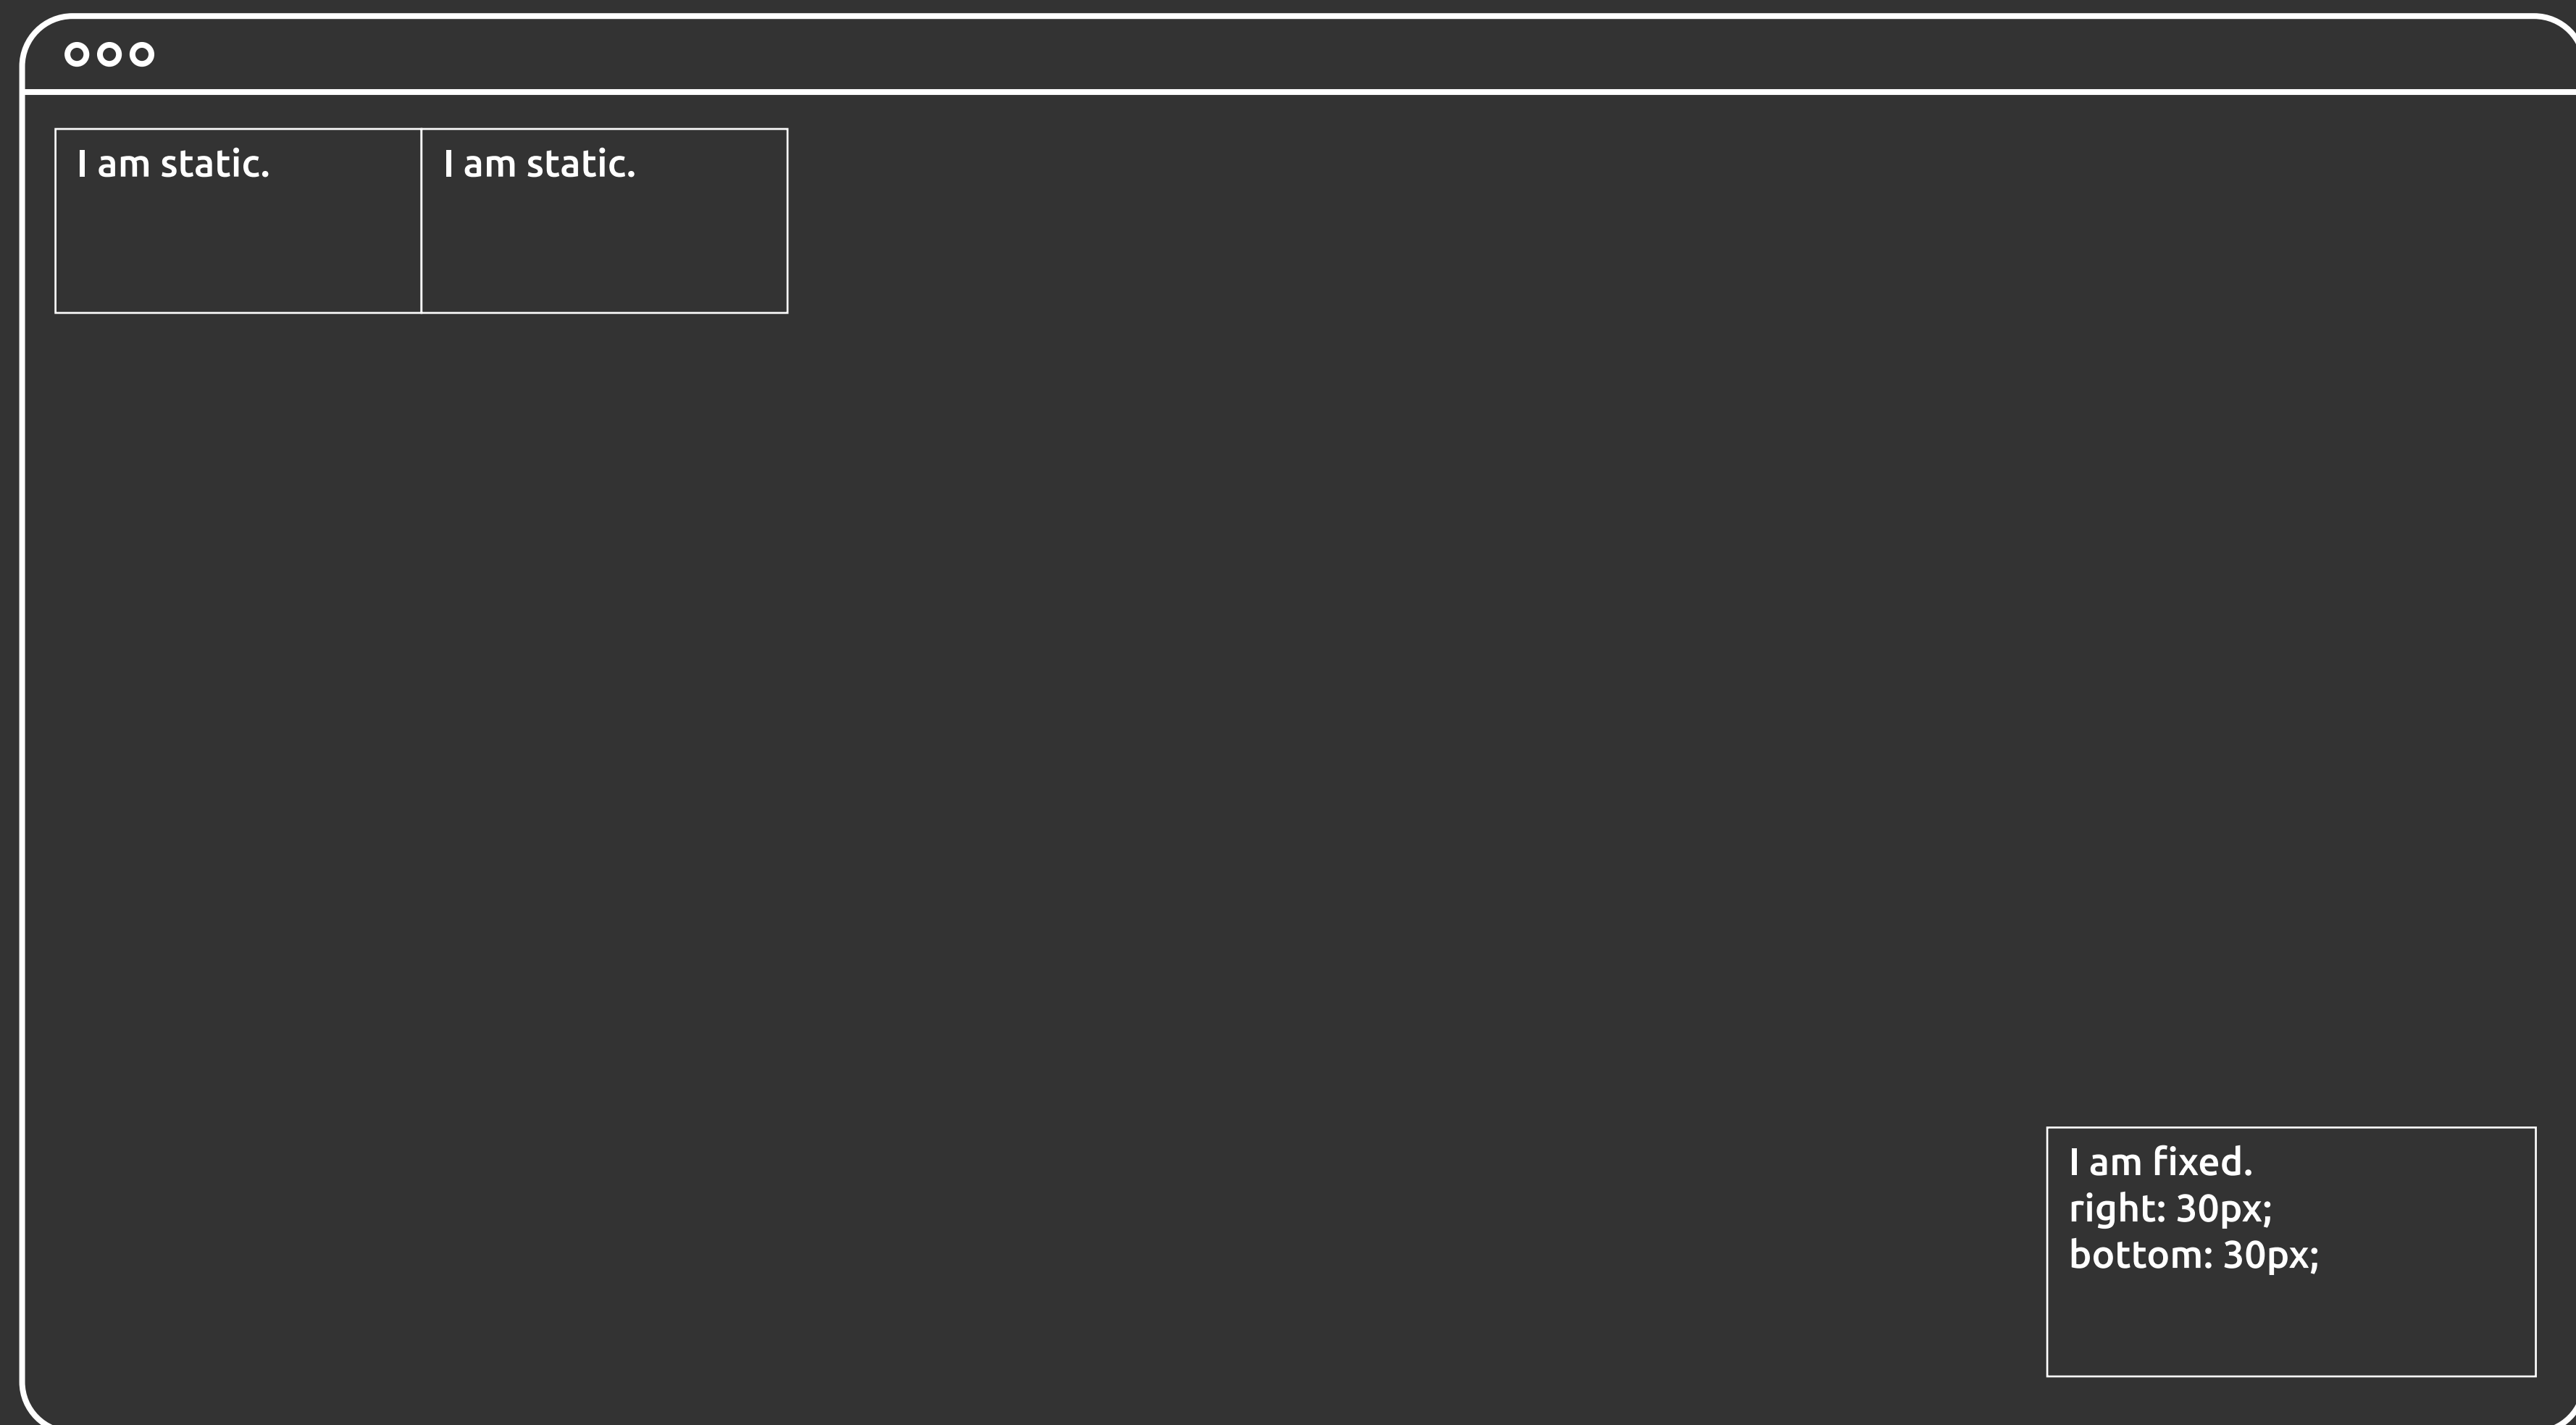 I am static.
I am static.
I am fixed.
right: 30px;
bottom: 30px;